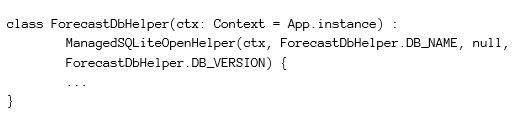 class ForecastDbHelper(ctx: Context = App.instance) :
        ManagedSQLiteOpenHelper(ctx, ForecastDbHelper.DB_NAME, null,
        ForecastDbHelper.DB_VERSION) {
        ...
}